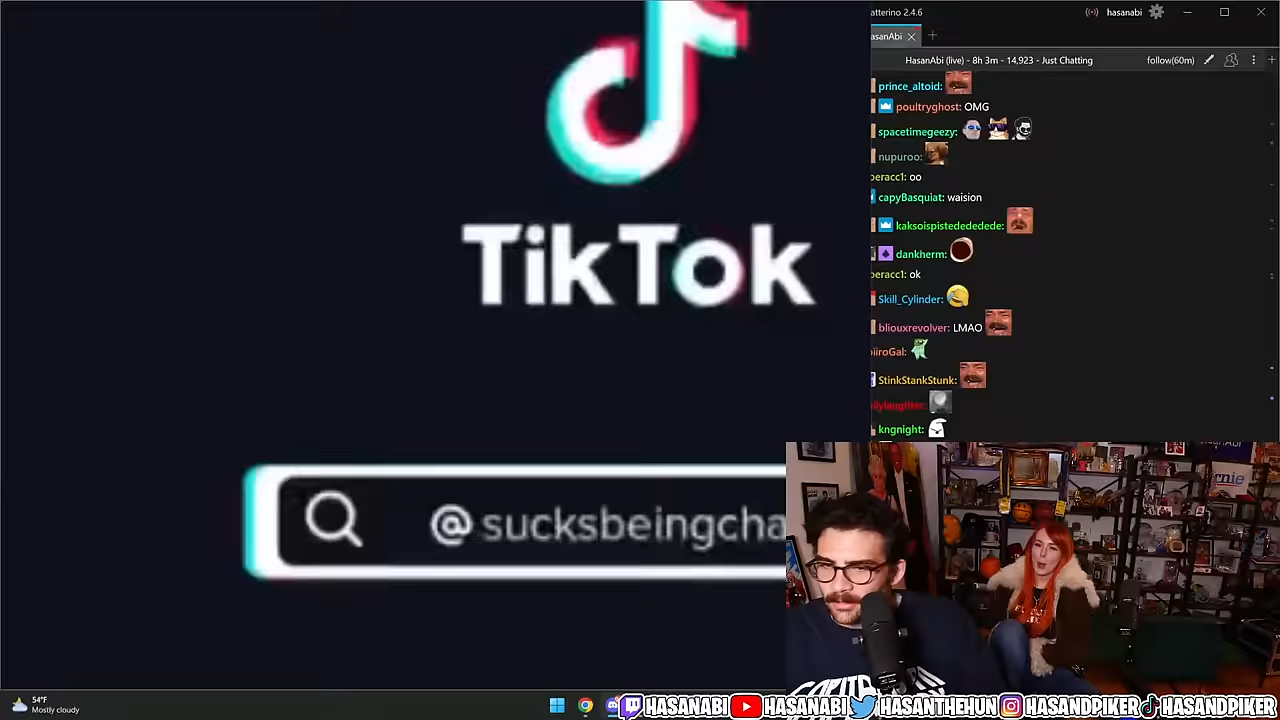 TikTok
@sucksbeingcha
atterino 2.4.6
hasanabi
asanAbi
HasanAbi (live) - 8h 3m - 14,923 - Just Chatting
follow(60m)
prince_altoid:
poultryghost: OMG
spacetimegeezy:
nupuroo:
peracc1: oo
capyBasquiat: waision
kaksoispistedededede:
dankherm:
peracc1: ok
Skill_Cylinder:
bliouxrevolver: LMAO
iiroGal:
StinkStankStunk:
kngnight:
54°F
Mostly cloudy
HASANABI
HASANABI
HASANTHEHUN
HASANDPIKER
HASANDPIKER